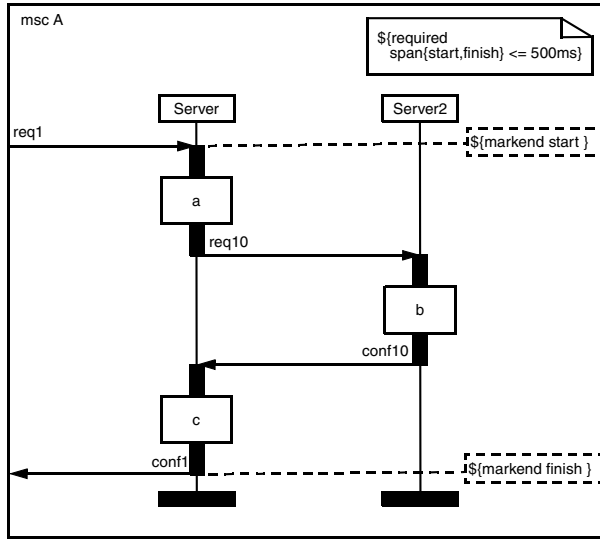 msc A
${required
span{start,finish} <= 500ms}
Server
Server2
req1
${markend start }
a
req10
b
conf10
c
conf1
${markend finish }